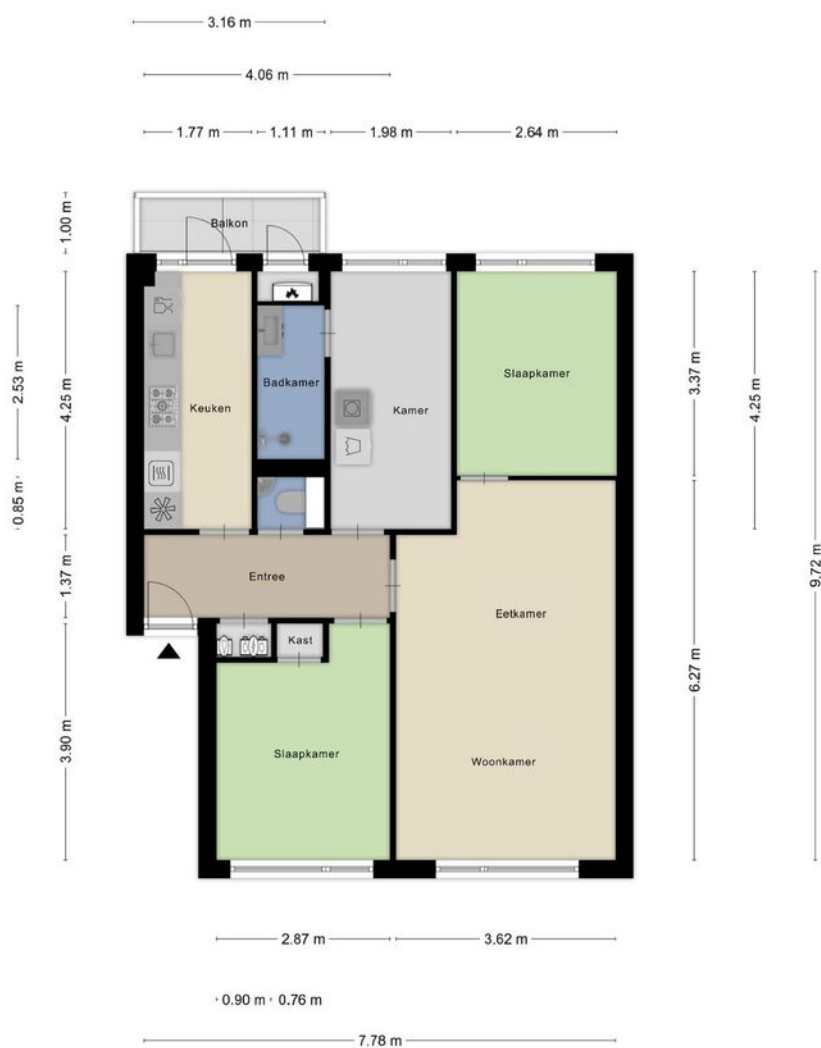 3.16 m
4.06 m
1.77 m
1.11 m
1.98 m
2.64 m
1.00 m
Balkon
2.53 m
4.25 m
Keuken
Badkamer
Kamer
Slaapkamer
3.37 m
4.25 m
0.85 m
1.37 m
Entree
9.72 m
Eetkamer
Kast
6.27 m
3.90 m
Slaapkamer
Woonkamer
2.87 m
3.62 m
0.90 m
0.76 m
7.78 m